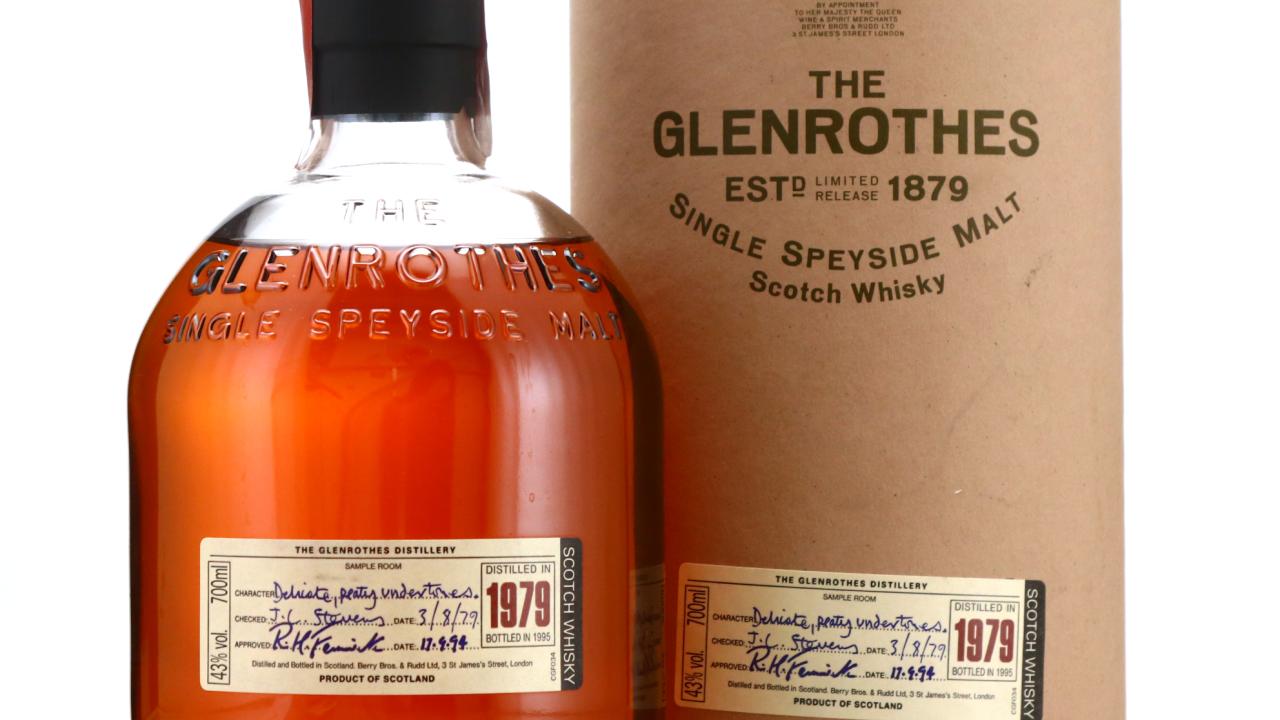 THE
GLENROTHES
SINGLE SPEYSIDE MALT
THE GLENROTHES DISTILLERY
SAMPLE ROOM
CHARACTER Delicate, peaty undertones.
CHECKED: J.C. Stevens DATE: 3/8/79
APPROVED: R.H. Fenwick DATE: 17.9.94
Distilled and Bottled in Scotland. Berry Bros. & Rudd Ltd, 3 St James's Street, London
PRODUCT OF SCOTLAND
700ml
43% vol.
DISTILLED IN
1979
BOTTLED IN 1995
SCOTCH WHISKY
CGF034
BY APPOINTMENT
TO HER MAJESTY THE QUEEN
WINE & SPIRIT MERCHANTS
BERRY BROS & RUDD LTD
3 ST JAMES'S STREET LONDON
THE
GLENROTHES
ESTD LIMITED RELEASE 1879
SINGLE SPEYSIDE MALT
Scotch Whisky
THE GLENROTHES DISTILLERY
SAMPLE ROOM
CHARACTER Delicate, peaty undertones.
CHECKED: J.C. Stevens DATE: 3/8/79
APPROVED: R.H. Fenwick DATE: 17.9.94
Distilled and Bottled in Scotland. Berry Bros. & Rudd Ltd, 3 St James's Street, London
PRODUCT OF SCOTLAND
700ml
43% vol.
DISTILLED IN
1979
BOTTLED IN 1995
SCOTCH WHISKY
CGF034